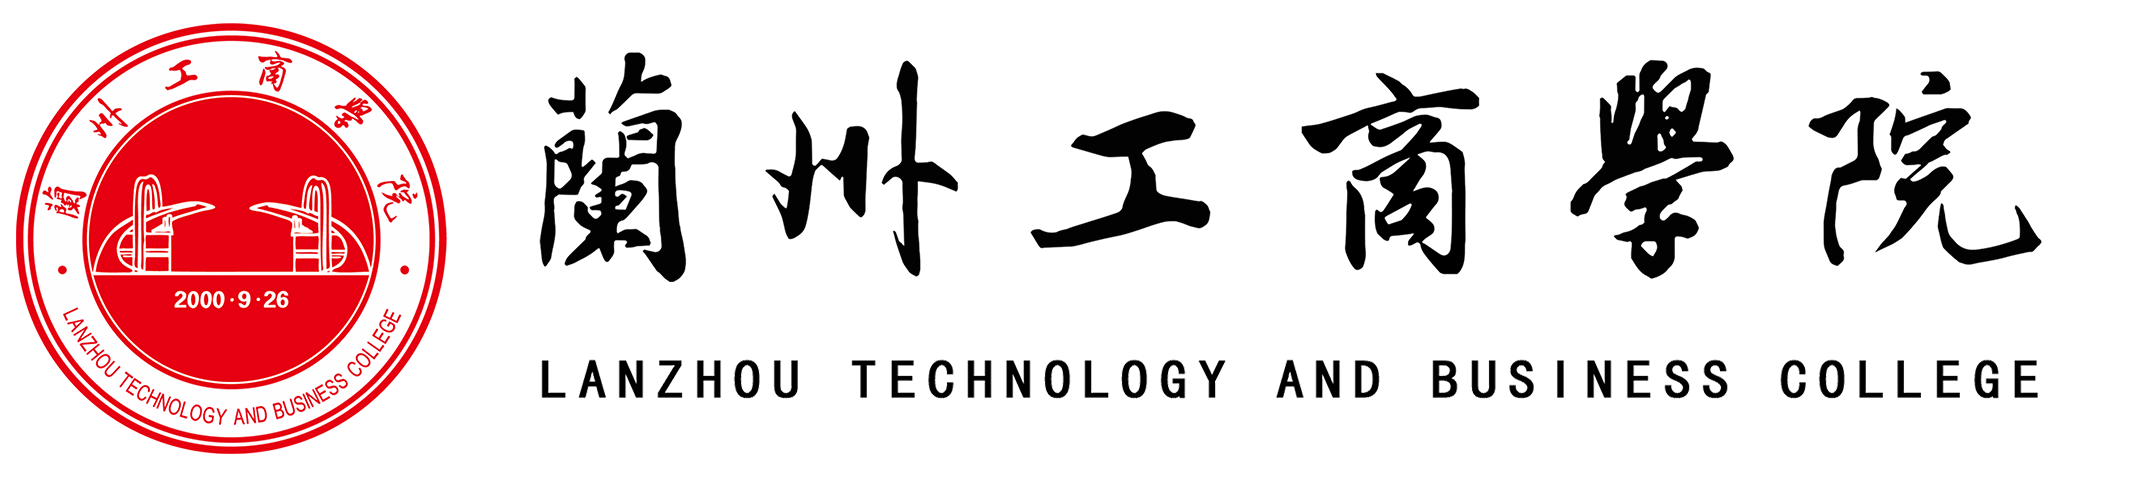 蘭州工商學院
2000·9·26
LANZHOU TECHNOLOGY AND BUSINESS COLLEGE
蘭州工商學院
LANZHOU TECHNOLOGY AND BUSINESS COLLEGE